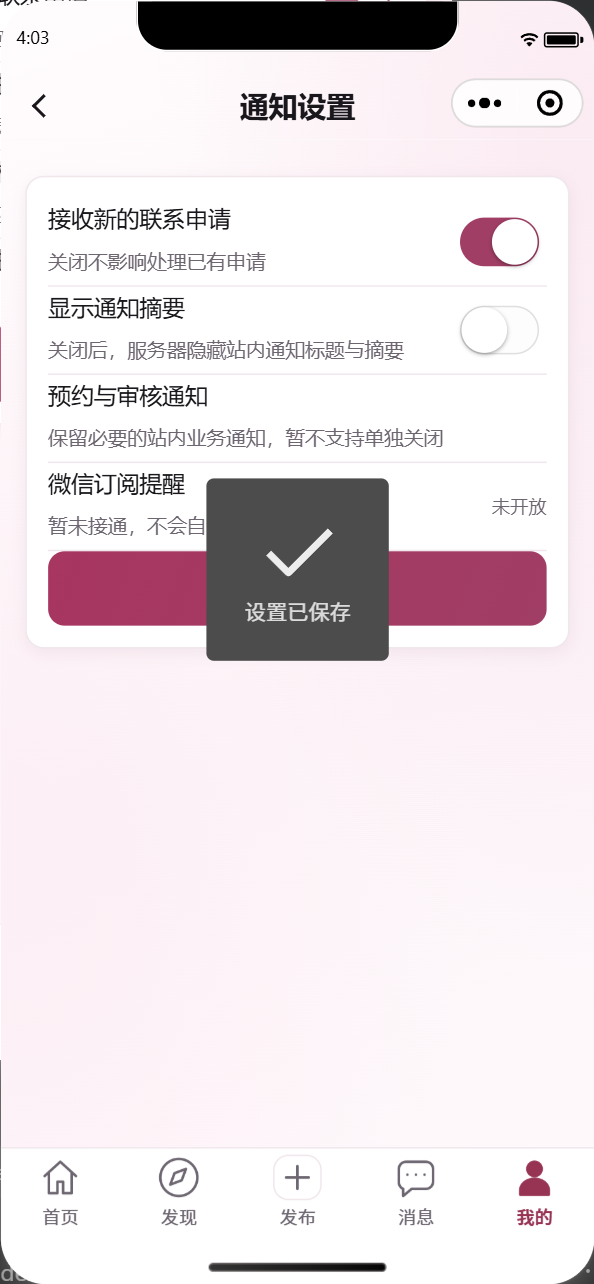 4:03
通知设置
接收新的联系申请
关闭不影响处理已有申请
显示通知摘要
关闭后，服务器隐藏站内通知标题与摘要
预约与审核通知
保留必要的站内业务通知，暂不支持单独关闭
微信订阅提醒
暂未接通，不会自
未开放
设置已保存
首页
发现
发布
消息
我的